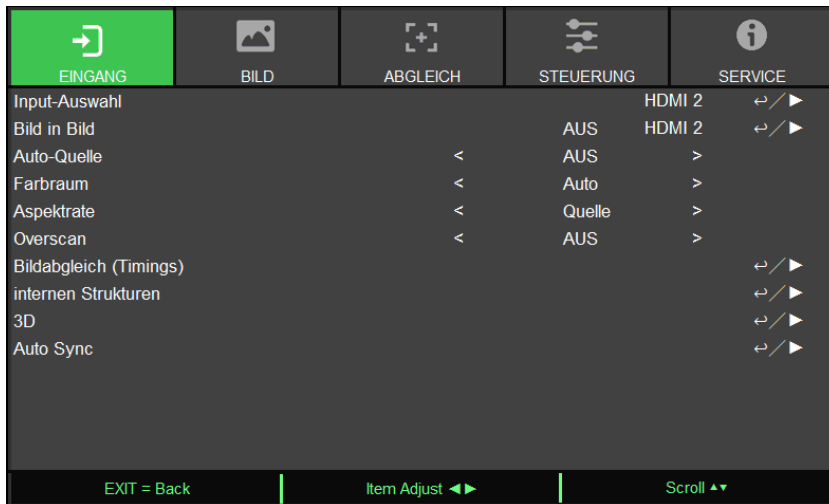 EINGANG BILD ABGLEICH STEUERUNG SERVICE
Input-Auswahl HDMI 2 ↩/▶
Bild in Bild AUS HDMI 2 ↩/▶
Auto-Quelle < AUS >
Farbraum < Auto >
Aspektrate < Quelle >
Overscan < AUS >
Bildabgleich (Timings) ↩/▶
internen Strukturen ↩/▶
3D ↩/▶
Auto Sync ↩/▶
EXIT = Back Item Adjust ◀▶ Scroll ▲▼